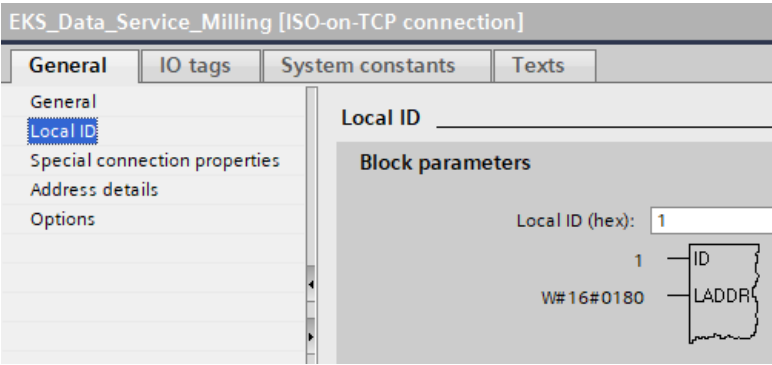 EKS_Data_Service_Milling [ISO-on-TCP connection]
General IO tags System constants Texts
General
Local ID
Special connection properties
Address details
Options
Local ID
Block parameters
Local ID (hex): 1
1 ID
W#16#0180 LADDR